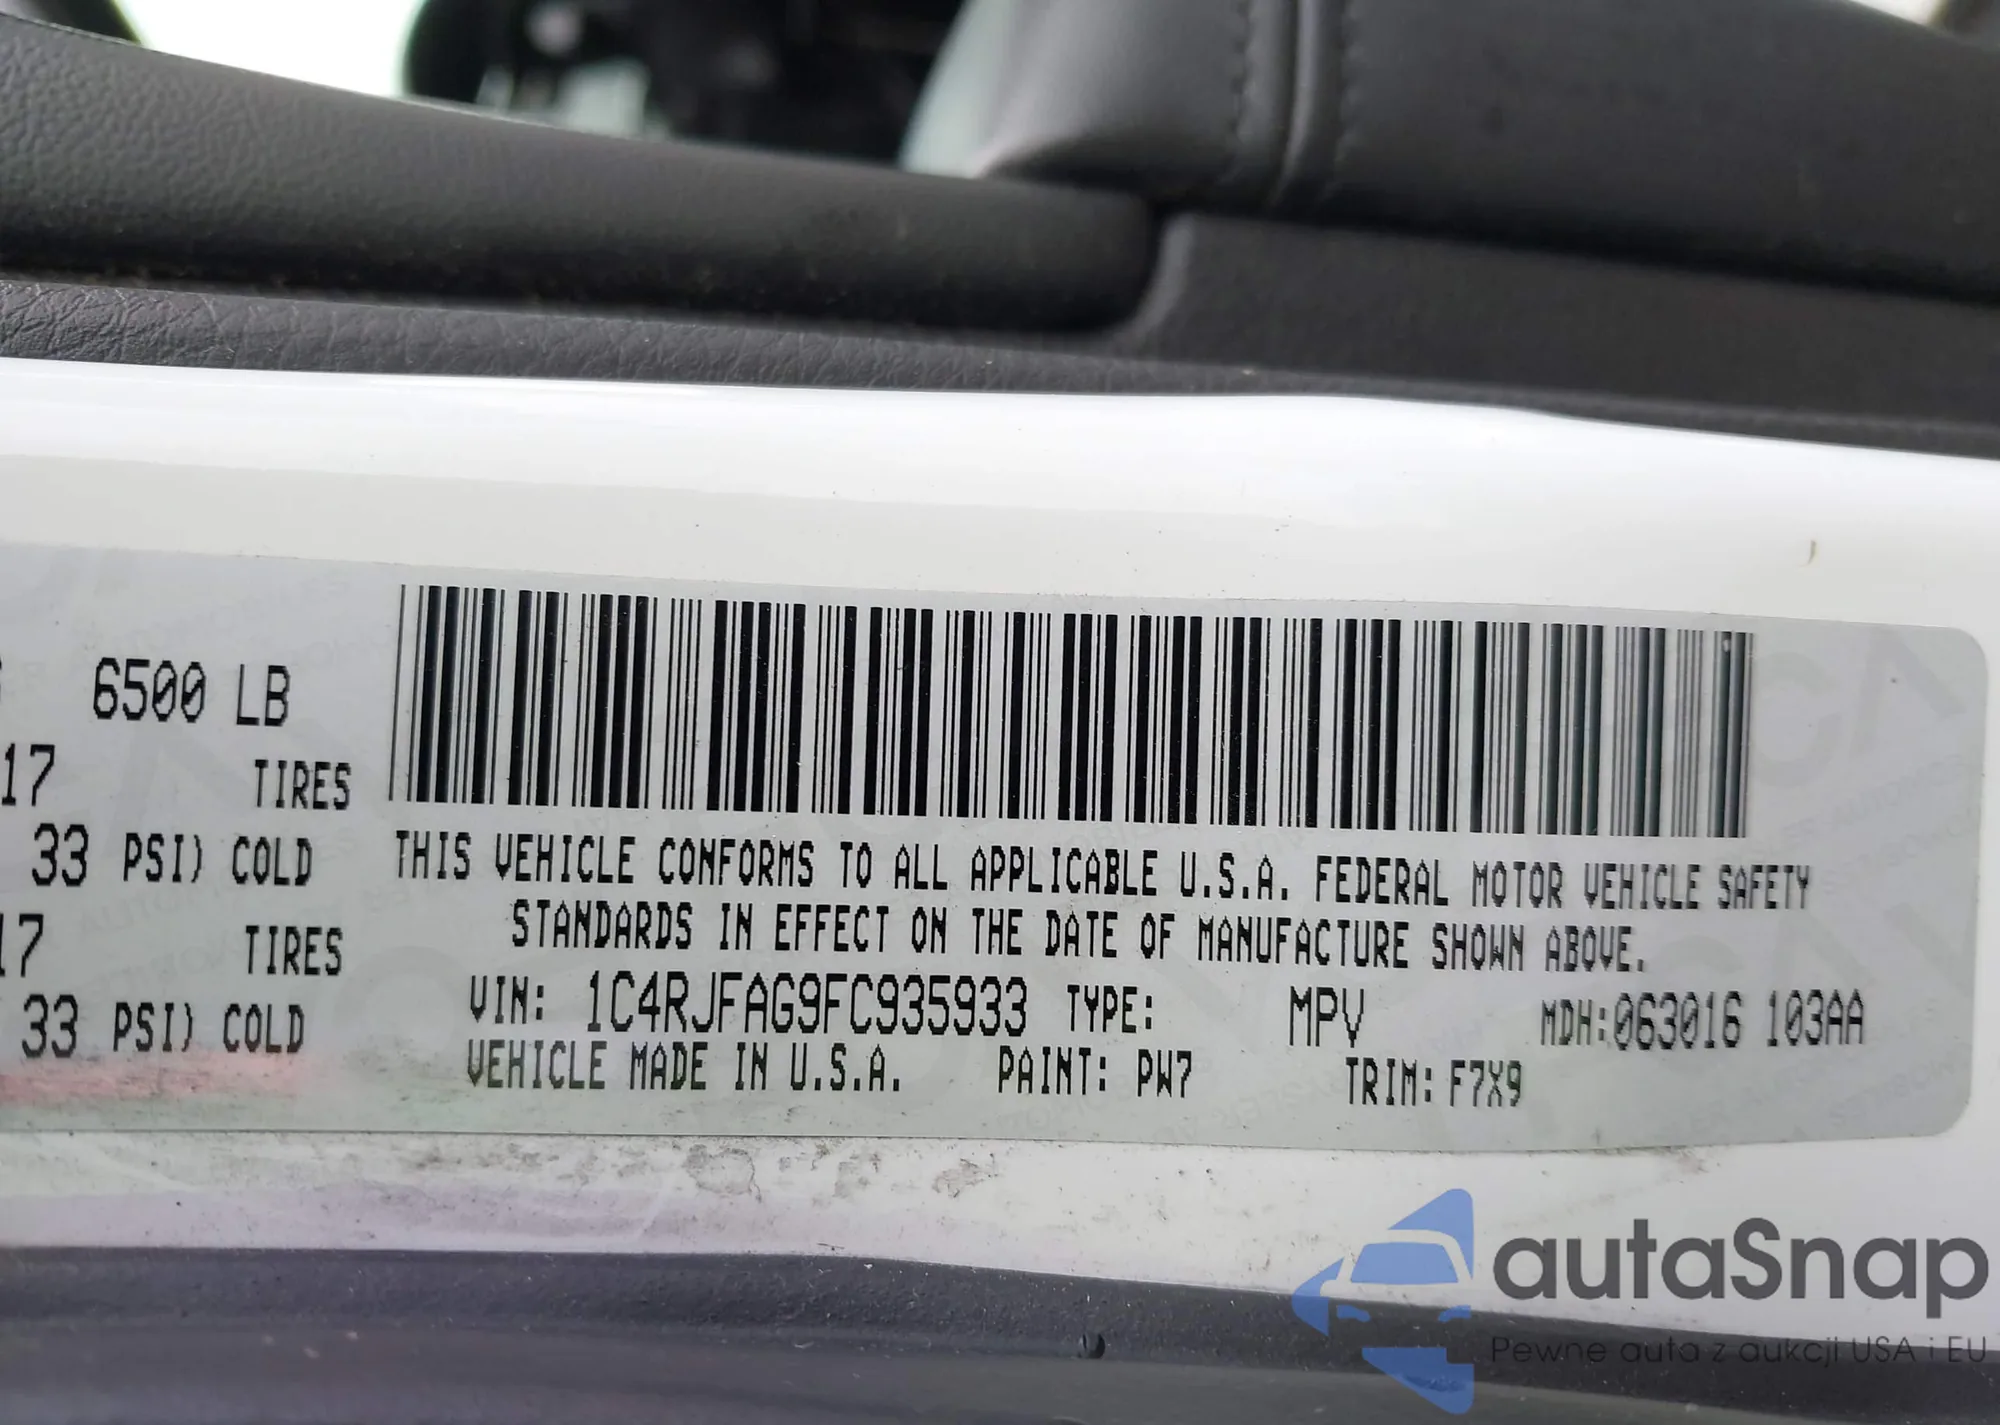 6500 LB
17 TIRES
33 PSI) COLD
17 TIRES
33 PSI) COLD
THIS VEHICLE CONFORMS TO ALL APPLICABLE U.S.A. FEDERAL MOTOR VEHICLE SAFETY
STANDARDS IN EFFECT ON THE DATE OF MANUFACTURE SHOWN ABOVE.
VIN: 1C4RJFAG9FC935933 TYPE: MPV MDH:063016 103AA
VEHICLE MADE IN U.S.A. PAINT: PW7 TRIM: F7X9
autaSnap
Pewne auta z aukcji USA i EU